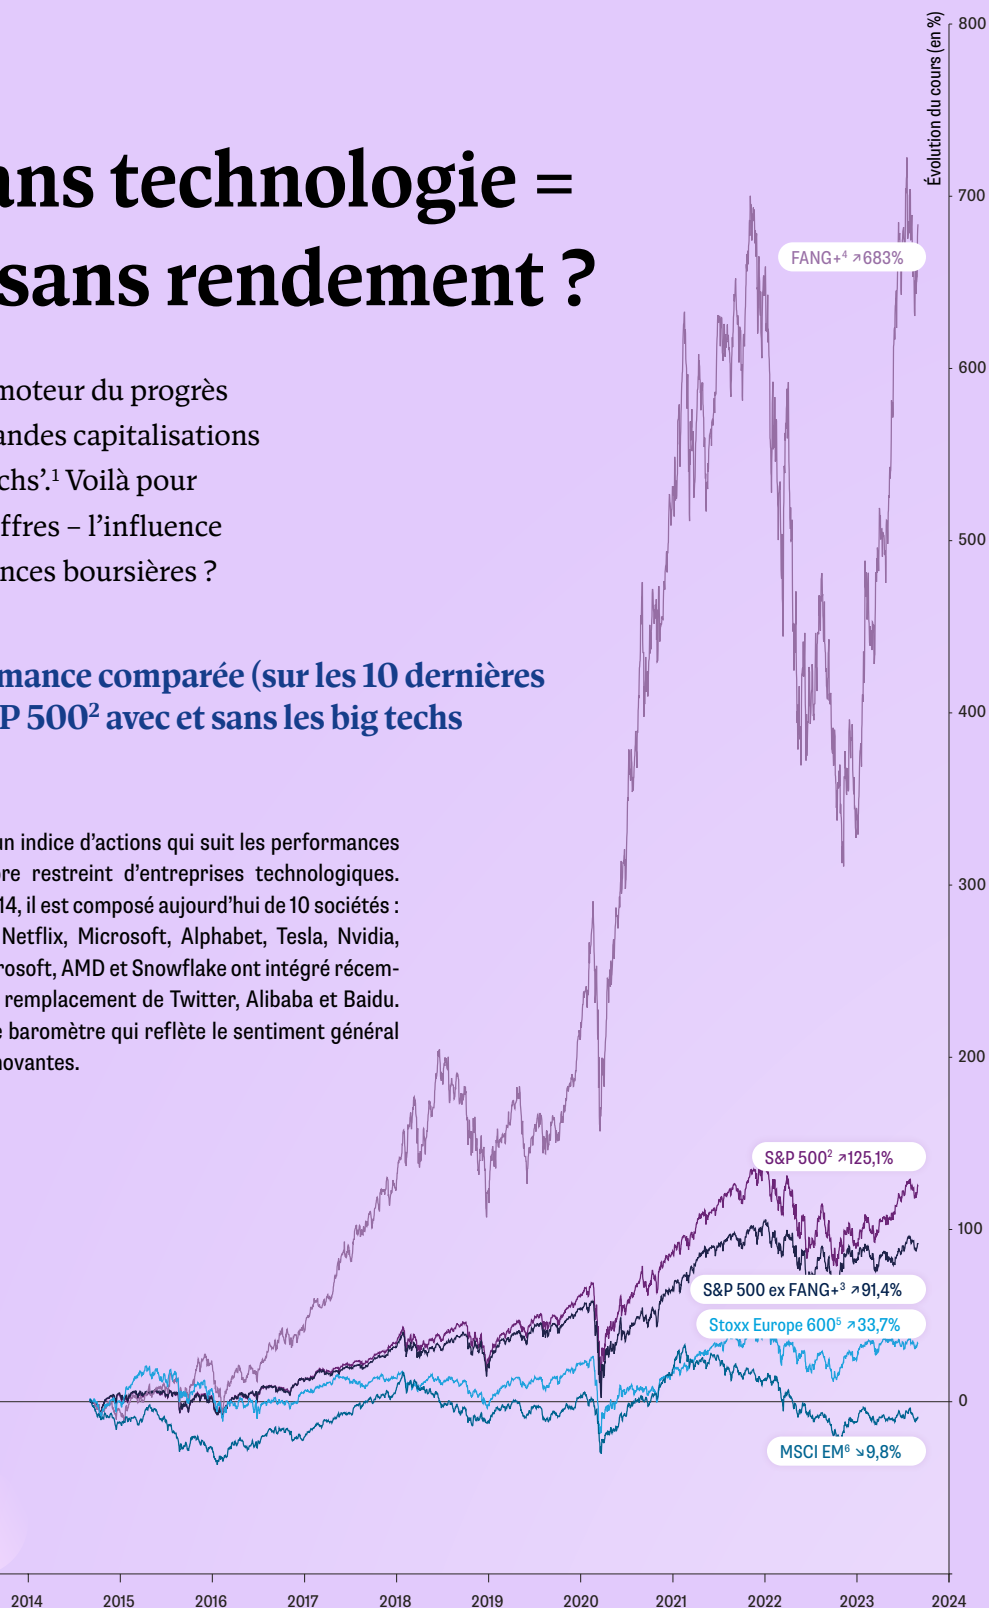 ans technologie =
sans rendement ?
moteur du progrès
andes capitalisations
chs’.¹ Voilà pour
ffres – l’influence
nces boursières ?
mance comparée (sur les 10 dernières
P 500² avec et sans les big techs
un indice d’actions qui suit les performances
re restreint d’entreprises technologiques.
14, il est composé aujourd’hui de 10 sociétés :
Netflix, Microsoft, Alphabet, Tesla, Nvidia,
rosoft, AMD et Snowflake ont intégré récem-
remplacement de Twitter, Alibaba et Baidu.
e baromètre qui reflète le sentiment général
novantes.
Évolution du cours (en %)
800
700
600
500
400
300
200
100
0
FANG+⁴ ↗683%
S&P 500² ↗125,1%
S&P 500 ex FANG+³ ↗91,4%
Stoxx Europe 600⁵ ↗33,7%
MSCI EM⁶ ↘9,8%
2014 2015 2016 2017 2018 2019 2020 2021 2022 2023 2024